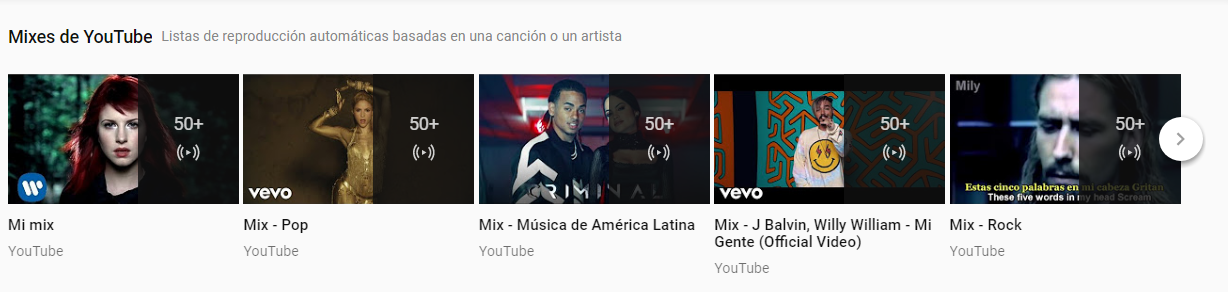 Mixes de YouTube Listas de reproducción automáticas basadas en una canción o un artista
50+
50+
50+
50+
50+
Mily
W
vevo
CRIMINAL
vevo
Estas cinco palabras en mi cabeza Gritan
These five words in my head Scream
Mi mix
YouTube
Mix - Pop
YouTube
Mix - Música de América Latina
YouTube
Mix - J Balvin, Willy William - Mi
Gente (Official Video)
YouTube
Mix - Rock
YouTube